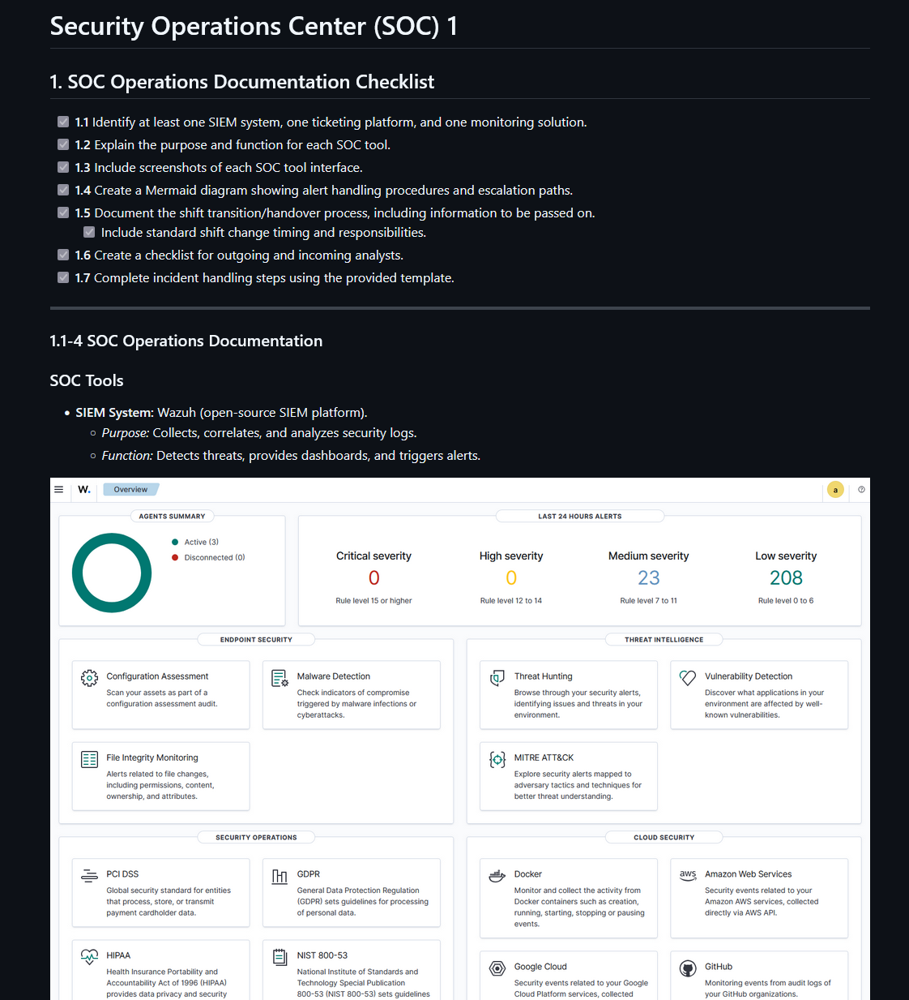 Security Operations Center (SOC) 1
1. SOC Operations Documentation Checklist
1.1 Identify at least one SIEM system, one ticketing platform, and one monitoring solution.
1.2 Explain the purpose and function for each SOC tool.
1.3 Include screenshots of each SOC tool interface.
1.4 Create a Mermaid diagram showing alert handling procedures and escalation paths.
1.5 Document the shift transition/handover process, including information to be passed on.
Include standard shift change timing and responsibilities.
1.6 Create a checklist for outgoing and incoming analysts.
1.7 Complete incident handling steps using the provided template.
1.1-4 SOC Operations Documentation
SOC Tools
SIEM System: Wazuh (open-source SIEM platform).
Purpose: Collects, correlates, and analyzes security logs.
Function: Detects threats, provides dashboards, and triggers alerts.
W. Overview a
AGENTS SUMMARY
Active (3)
Disconnected (0)
LAST 24 HOURS ALERTS
Critical severity
0
Rule level 15 or higher
High severity
0
Rule level 12 to 14
Medium severity
23
Rule level 7 to 11
Low severity
208
Rule level 0 to 6
ENDPOINT SECURITY
Configuration Assessment
Scan your assets as part of a
configuration assessment audit.
Malware Detection
Check indicators of compromise
triggered by malware infections or
cyberattacks.
File Integrity Monitoring
Alerts related to file changes,
including permissions, content,
ownership, and attributes.
THREAT INTELLIGENCE
Threat Hunting
Browse through your security alerts,
identifying issues and threats in your
environment.
Vulnerability Detection
Discover what applications in your
environment are affected by well-
known vulnerabilities.
MITRE ATT&CK
Explore security alerts mapped to
adversary tactics and techniques for
better threat understanding.
SECURITY OPERATIONS
PCI DSS
Global security standard for entities
that process, store, or transmit
payment cardholder data.
GDPR
General Data Protection Regulation
(GDPR) sets guidelines for processing
of personal data.
HIPAA
Health Insurance Portability and
Accountability Act of 1996 (HIPAA)
provides data privacy and security
NIST 800-53
National Institute of Standards and
Technology Special Publication
800-53 (NIST 800-53) sets guidelines
CLOUD SECURITY
Docker
Monitor and collect the activity from
Docker containers such as creation,
running, starting, stopping or pausing
events.
aws
Amazon Web Services
Security events related to your
Amazon AWS services, collected
directly via AWS API.
Google Cloud
Security events related to your Google
Cloud Platform services, collected
GitHub
Monitoring events from audit logs of
your GitHub organizations.